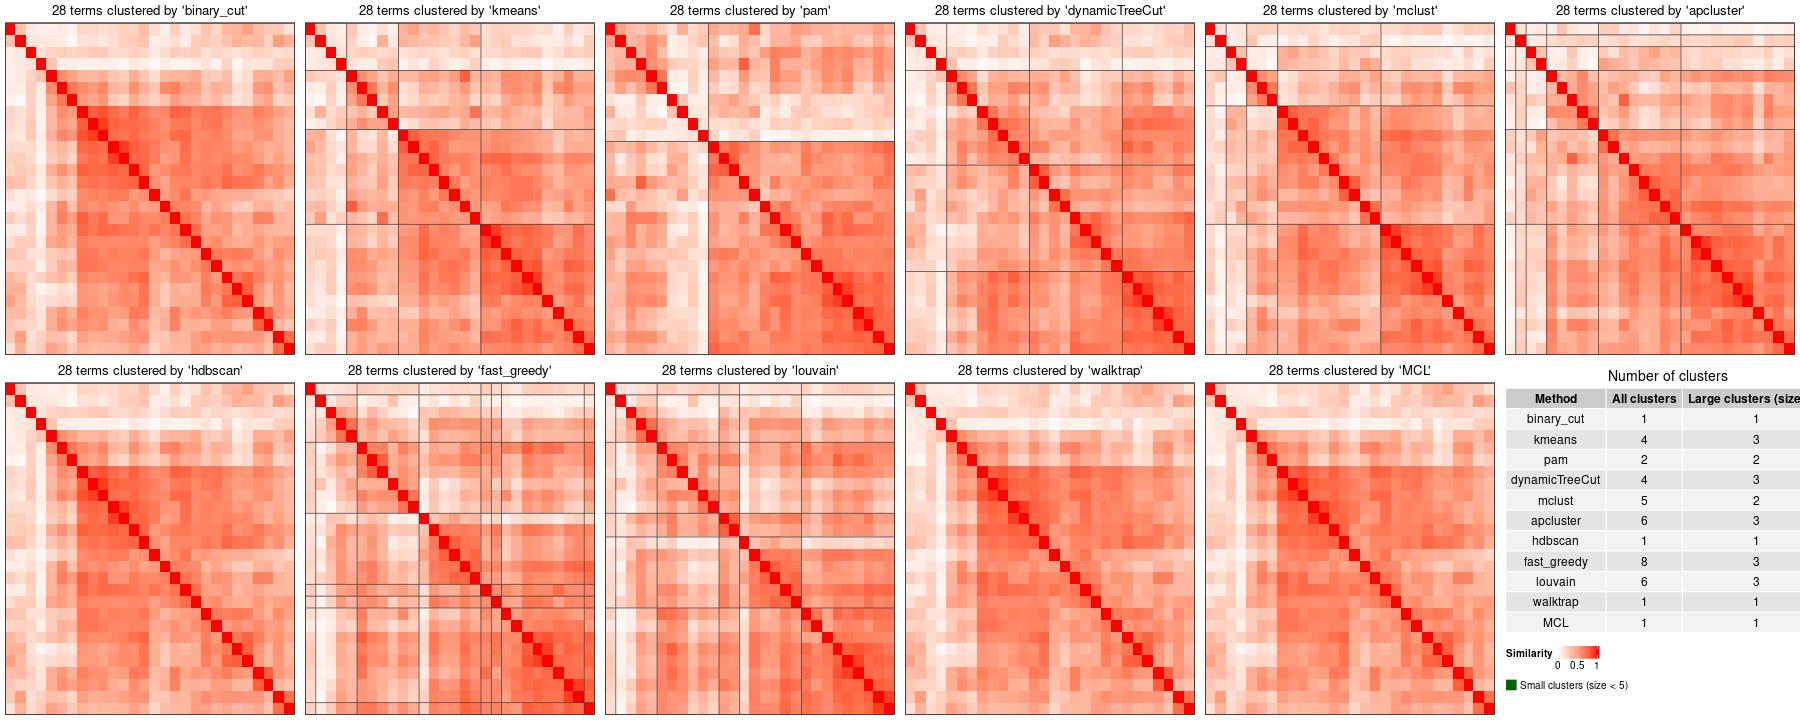 28 terms clustered by 'binary_cut'
28 terms clustered by 'kmeans'
28 terms clustered by 'pam'
28 terms clustered by 'dynamicTreeCut'
28 terms clustered by 'mclust'
28 terms clustered by 'apcluster'
28 terms clustered by 'hdbscan'
28 terms clustered by 'fast_greedy'
28 terms clustered by 'louvain'
28 terms clustered by 'walktrap'
28 terms clustered by 'MCL'
Number of clusters
Method All clusters Large clusters (size
binary_cut 1 1
kmeans 4 3
pam 2 2
dynamicTreeCut 4 3
mclust 5 2
apcluster 6 3
hdbscan 1 1
fast_greedy 8 3
louvain 6 3
walktrap 1 1
MCL 1 1
Similarity
0 0.5 1
Small clusters (size < 5)